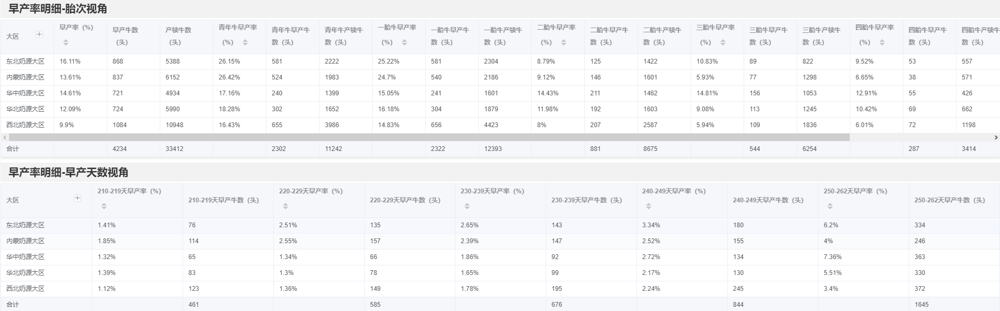 早产率明细-胎次视角
大区 早产率（%） 早产牛数（头） 产犊牛数（头） 青年牛早产率（%） 青年牛早产牛数（头） 青年牛产犊牛数（头） 一胎牛早产率（%） 一胎牛早产牛数（头） 一胎牛产犊牛数（头） 二胎牛早产率（%） 二胎牛早产牛数（头） 二胎牛产犊牛数（头） 三胎牛早产率（%） 三胎牛早产牛数（头） 三胎牛产犊牛数（头） 四胎牛早产率（%） 四胎牛早产牛数（头） 四胎牛产犊牛数（头）
东北奶源大区 16.11% 868 5388 26.15% 581 2222 25.22% 581 2304 8.79% 125 1422 10.83% 89 822 9.52% 53 557
内蒙奶源大区 13.61% 837 6152 26.42% 524 1983 24.7% 540 2186 9.12% 146 1601 5.93% 77 1298 6.65% 38 571
华中奶源大区 14.61% 721 4934 17.16% 240 1399 15.05% 241 1601 14.43% 211 1462 14.81% 156 1053 12.91% 55 426
华北奶源大区 12.09% 724 5990 18.28% 302 1652 16.18% 304 1879 11.98% 192 1603 9.08% 113 1245 10.42% 69 662
西北奶源大区 9.9% 1084 10948 16.43% 655 3986 14.83% 656 4423 8% 207 2587 5.94% 109 1836 6.01% 72 1198
合计 4234 33412 2302 11242 2322 12393 881 8675 544 6254 287 3414
早产率明细-早产天数视角
大区 210-219天早产率（%） 210-219天早产牛数（头） 220-229天早产率（%） 220-229天早产牛数（头） 230-239天早产率（%） 230-239天早产牛数（头） 240-249天早产率（%） 240-249天早产牛数（头） 250-262天早产率（%） 250-262天早产牛数（头）
东北奶源大区 1.41% 76 2.51% 135 2.65% 143 3.34% 180 6.2% 334
内蒙奶源大区 1.85% 114 2.55% 157 2.39% 147 2.52% 155 4% 246
华中奶源大区 1.32% 65 1.34% 66 1.86% 92 2.72% 134 7.36% 363
华北奶源大区 1.39% 83 1.3% 78 1.65% 99 2.17% 130 5.51% 330
西北奶源大区 1.12% 123 1.36% 149 1.78% 195 2.24% 245 3.4% 372
合计 461 585 676 844 1645